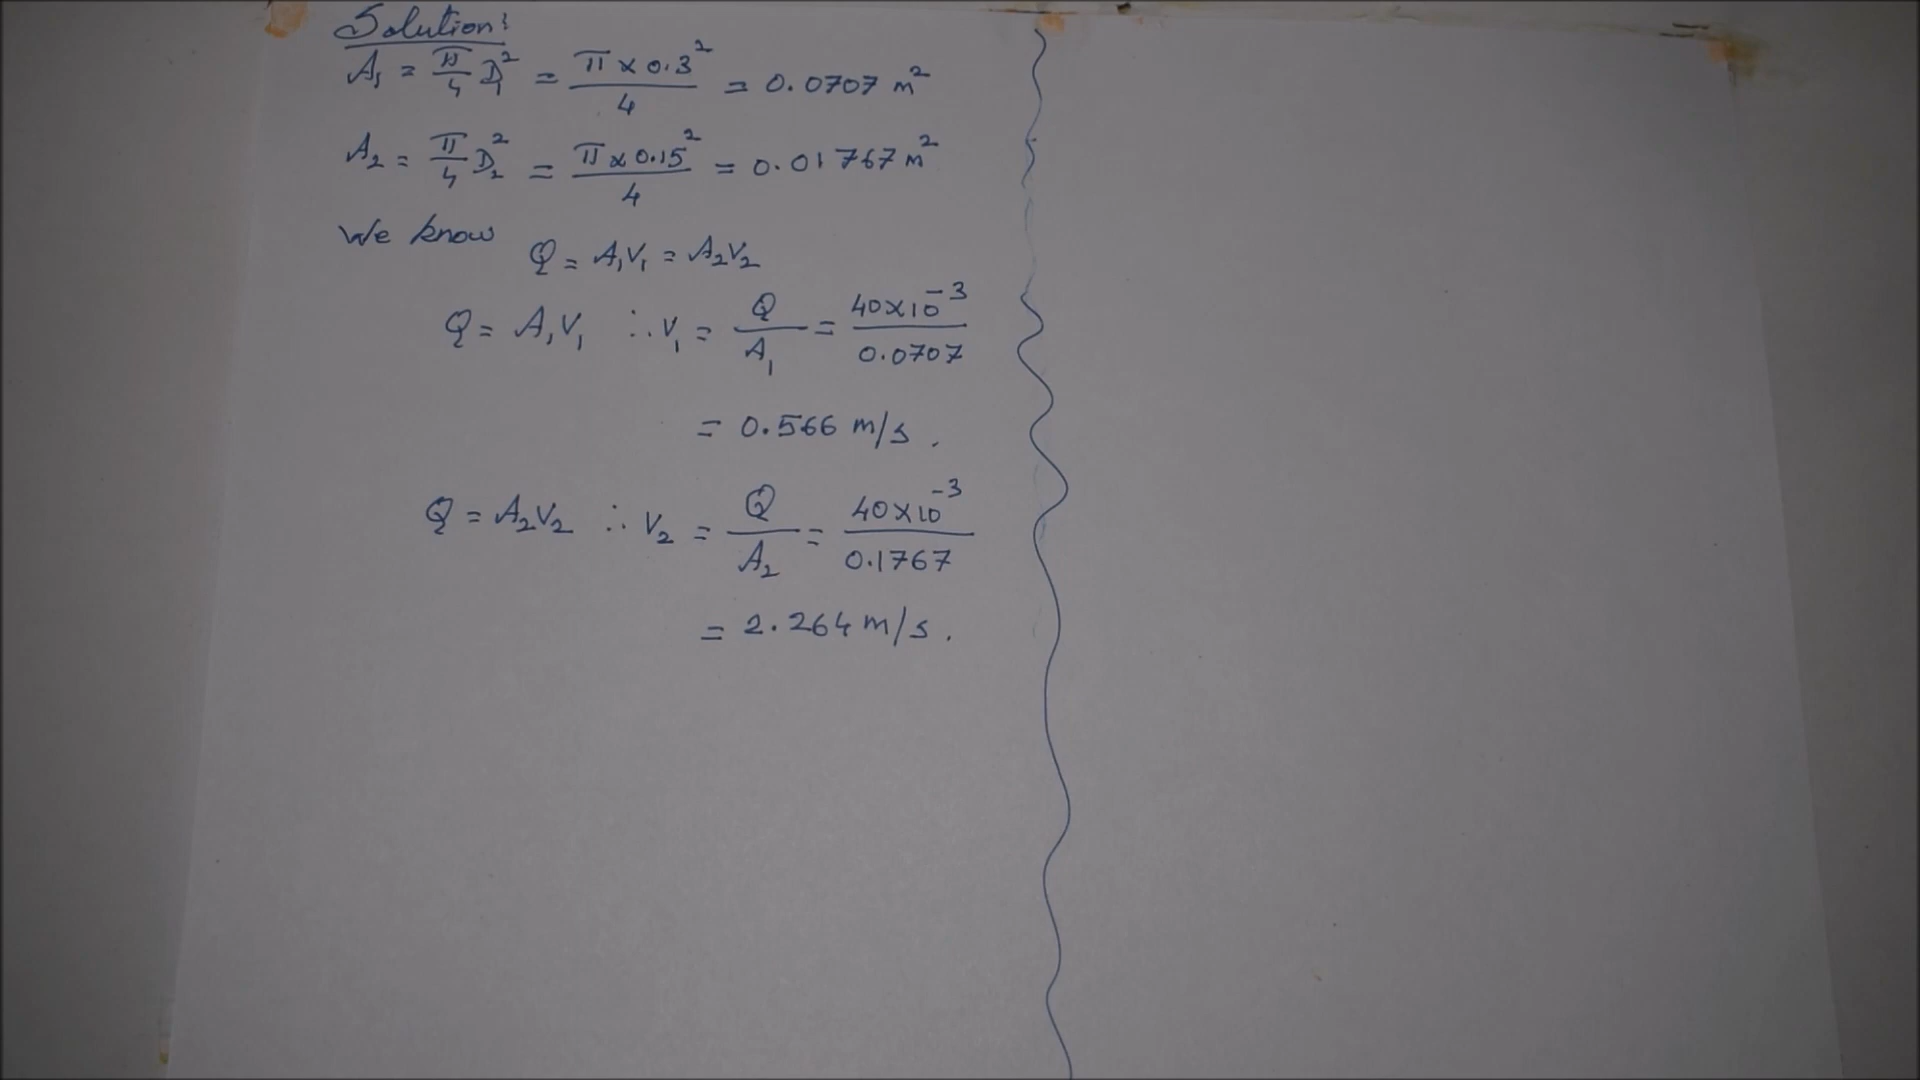 Solution:
A₁ = π/4 D₁² = π × 0.3² / 4 = 0.0707 m²
A₂ = π/4 D₂² = π × 0.15² / 4 = 0.01767 m²
We know
Q = A₁V₁ = A₂V₂
Q = A₁V₁ ∴ V₁ = Q / A₁ = 40×10⁻³ / 0.0707
= 0.566 m/s.
Q = A₂V₂ ∴ V₂ = Q / A₂ = 40×10⁻³ / 0.1767
= 2.264 m/s.